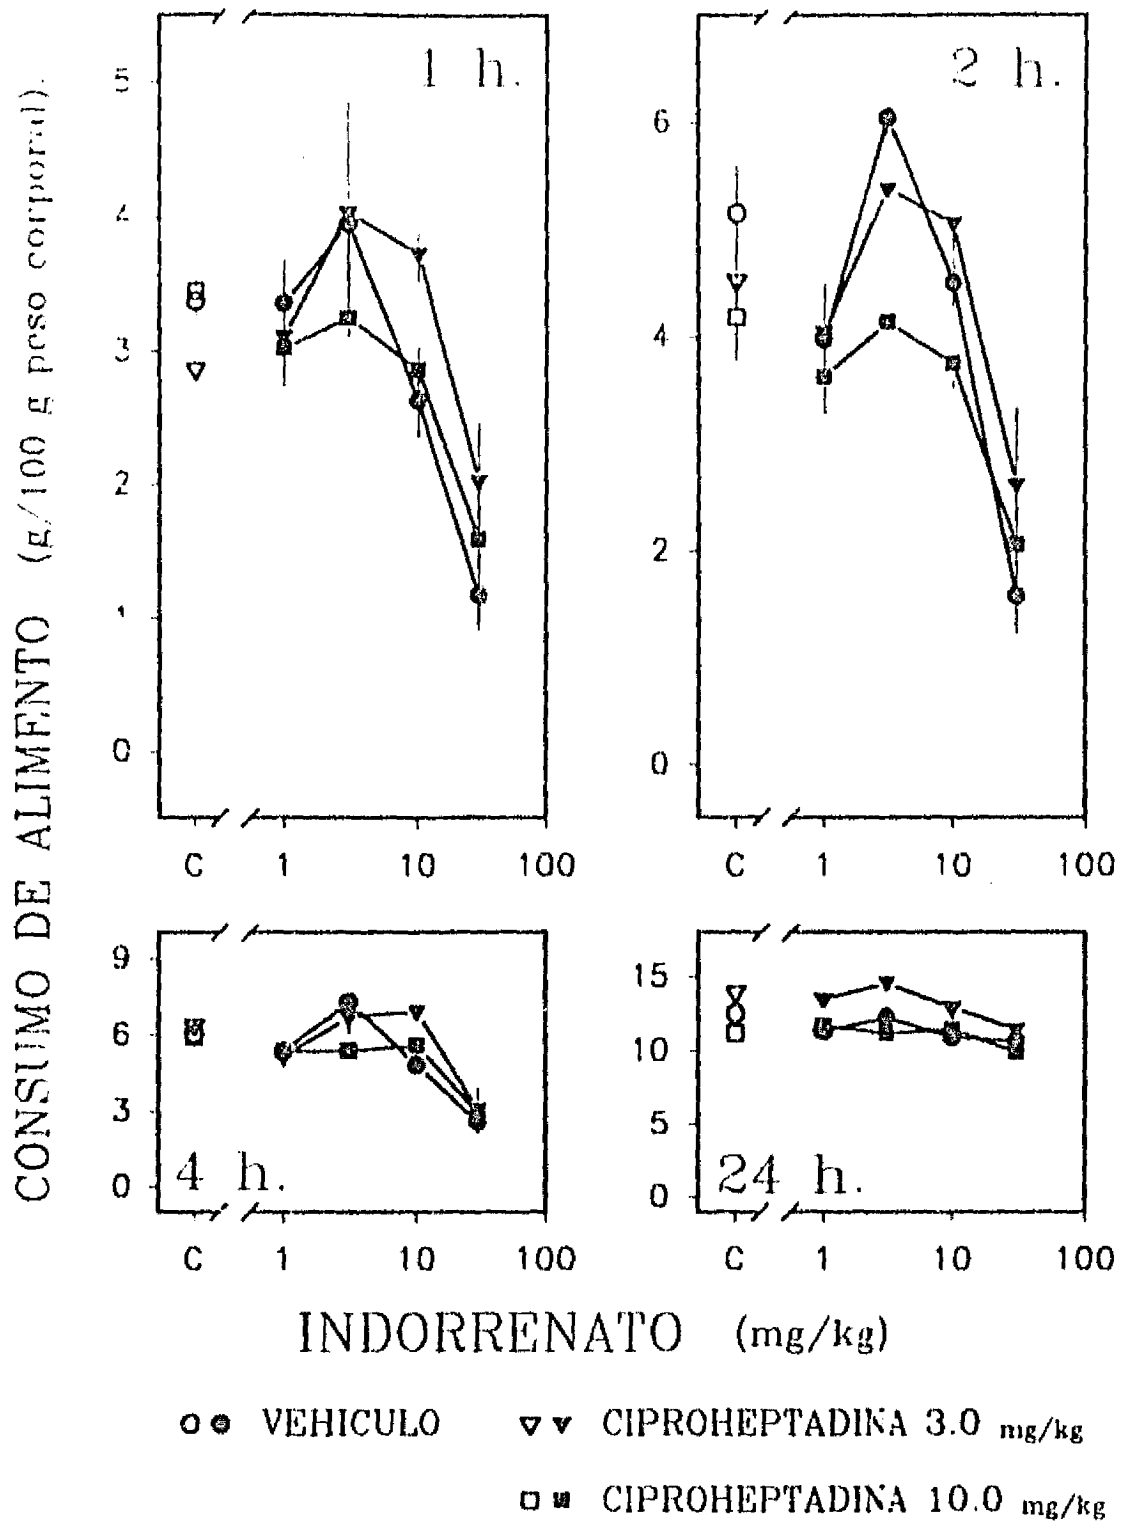 CONSUMO DE ALIMENTO (g/100 g peso corporal).
1 h.
5
4
3
2
1
0
C 1 10 100
2 h.
6
4
2
0
C 1 10 100
4 h.
9
6
3
0
C 1 10 100
24 h.
15
10
5
0
C 1 10 100
INDORRENATO (mg/kg)
VEHICULO
CIPROHEPTADINA 3.0 mg/kg
CIPROHEPTADINA 10.0 mg/kg